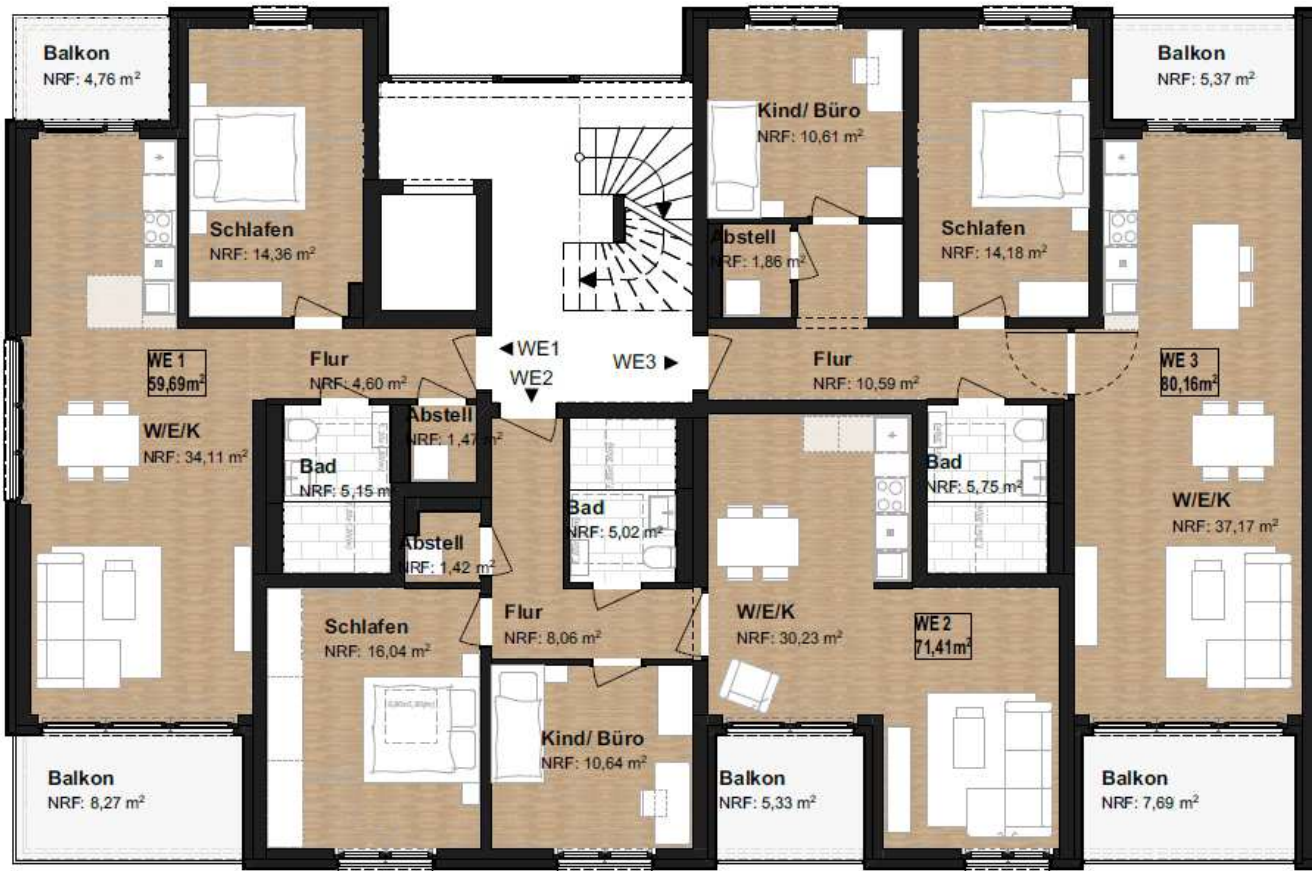 Balkon
NRF: 4,76 m²
Schlafen
NRF: 14,36 m²
Kind/ Büro
NRF: 10,61 m²
Abstell
NRF: 1,86 m²
Schlafen
NRF: 14,18 m²
Balkon
NRF: 5,37 m²
WE 1
59,69m²
Flur
NRF: 4,60 m²
◄ WE1
WE2
▼
WE3 ►
Flur
NRF: 10,59 m²
WE 3
80,16m²
W/E/K
NRF: 34,11 m²
Abstell
NRF: 1,47 m²
Bad
NRF: 5,15 m²
Bad
NRF: 5,02 m²
Bad
NRF: 5,75 m²
W/E/K
NRF: 37,17 m²
Abstell
NRF: 1,42 m²
Schlafen
NRF: 16,04 m²
Flur
NRF: 8,06 m²
W/E/K
NRF: 30,23 m²
WE 2
71,41m²
Kind/ Büro
NRF: 10,64 m²
Balkon
NRF: 8,27 m²
Balkon
NRF: 5,33 m²
Balkon
NRF: 7,69 m²